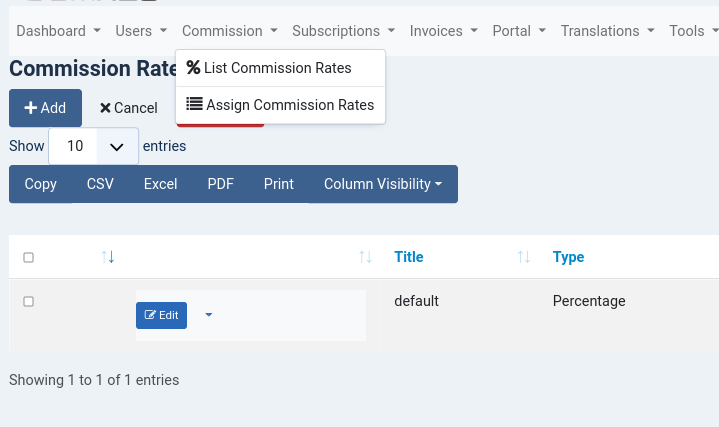 Dashboard Users Commission Subscriptions Invoices Portal Translations Tools
Commission Rate
List Commission Rates
Assign Commission Rates
Add Cancel
Show 10 entries
Copy CSV Excel PDF Print Column Visibility
Title Type
Edit default Percentage
Showing 1 to 1 of 1 entries